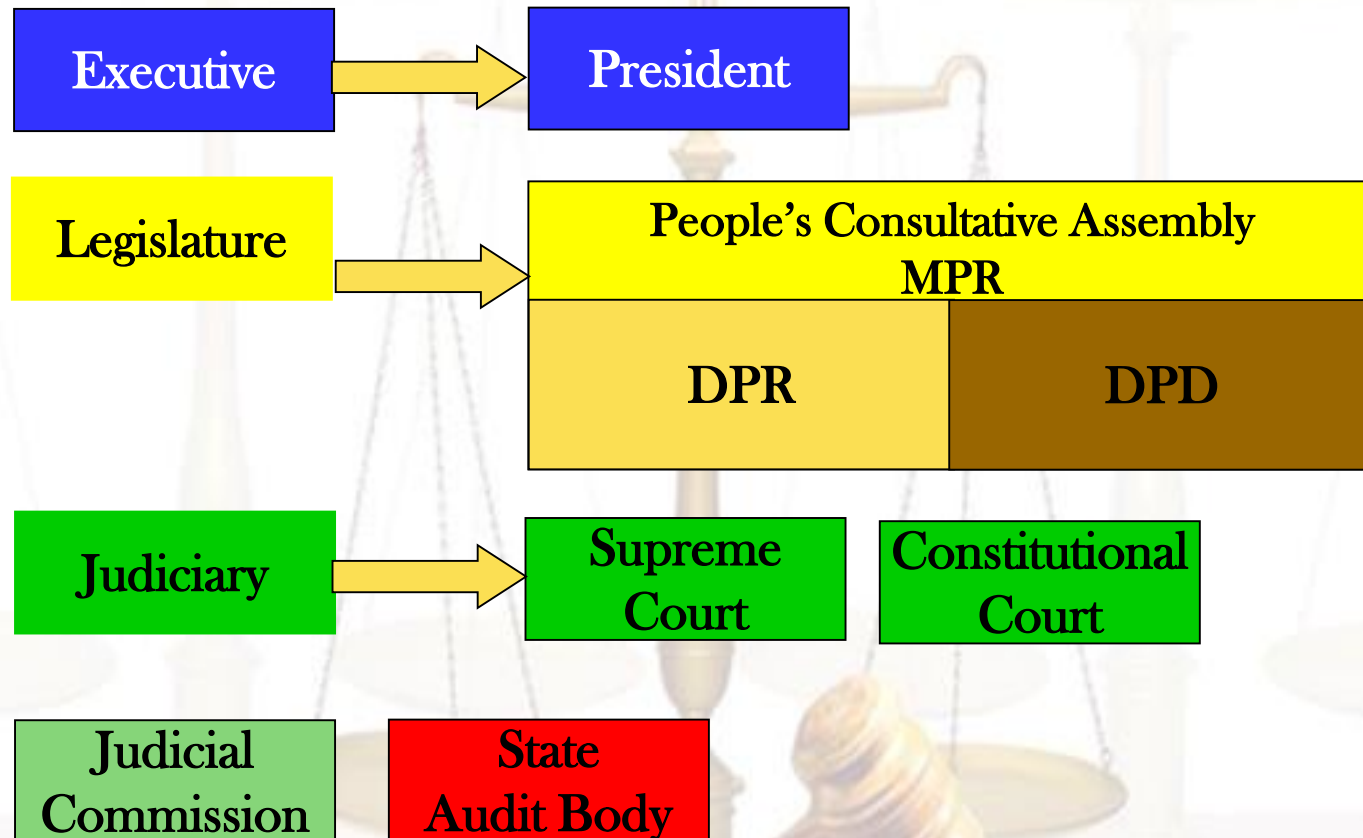 Executive
President
Legislature
People's Consultative Assembly
MPR
DPR
DPD
Judiciary
Supreme
Court
Constitutional
Court
Judicial
Commission
State
Audit Body